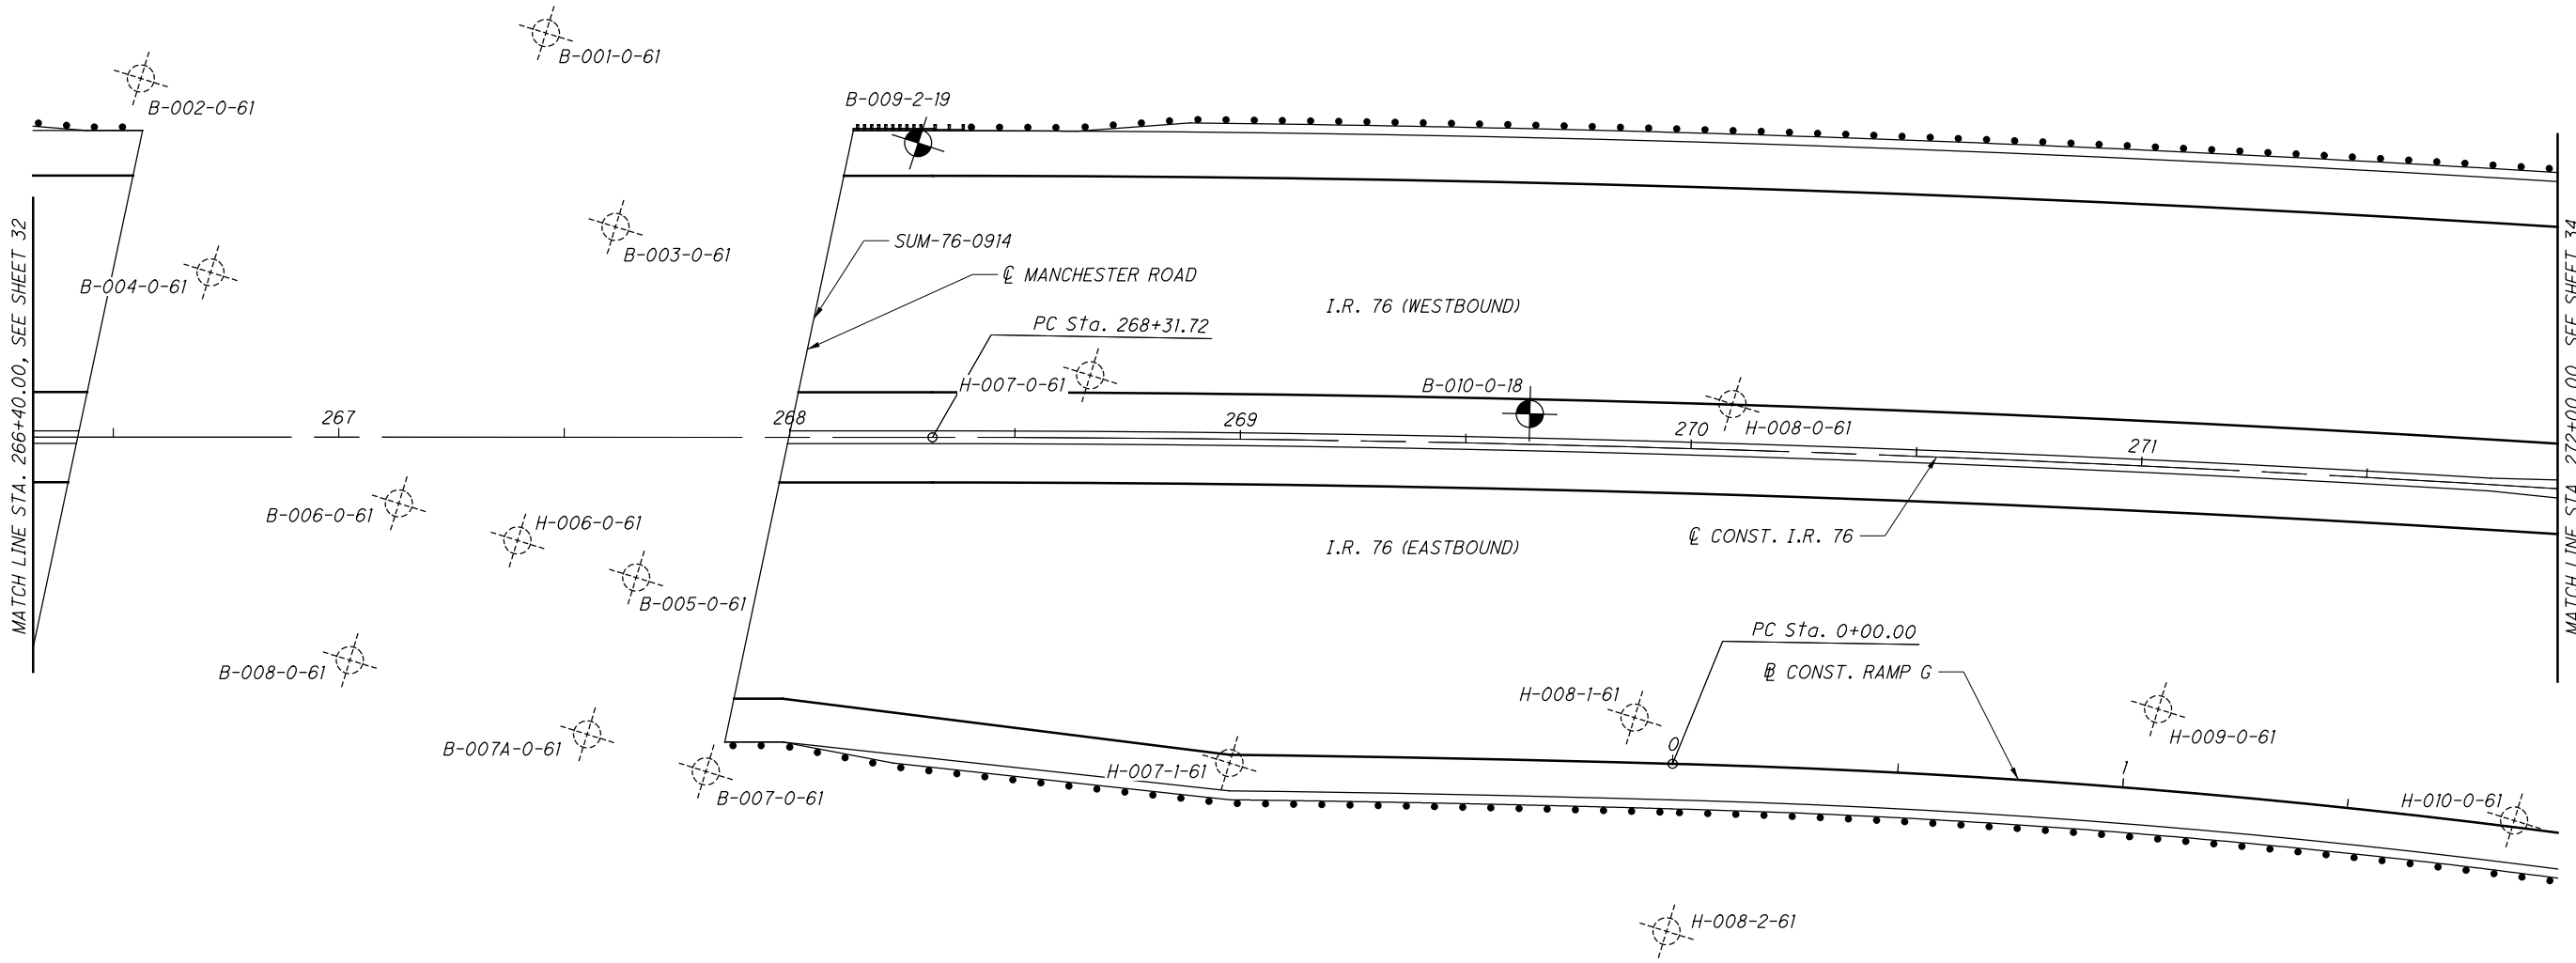 B-001-0-61
B-002-0-61
B-009-2-19
MATCH LINE STA. 266+40.00, SEE SHEET 32
B-003-0-61
B-004-0-61
SUM-76-0914
℄ MANCHESTER ROAD
I.R. 76 (WESTBOUND)
PC Sta. 268+31.72
H-007-0-61
B-010-0-18
H-008-0-61
267
268
269
270
271
MATCH LINE STA. 272+00.00, SEE SHEET 34
B-006-0-61
H-006-0-61
B-005-0-61
I.R. 76 (EASTBOUND)
℄ CONST. I.R. 76
PC Sta. 0+00.00
CONST. RAMP G
B-008-0-61
B-007A-0-61
B-007-0-61
H-007-1-61
H-008-1-61
0
1
H-009-0-61
H-010-0-61
H-008-2-61